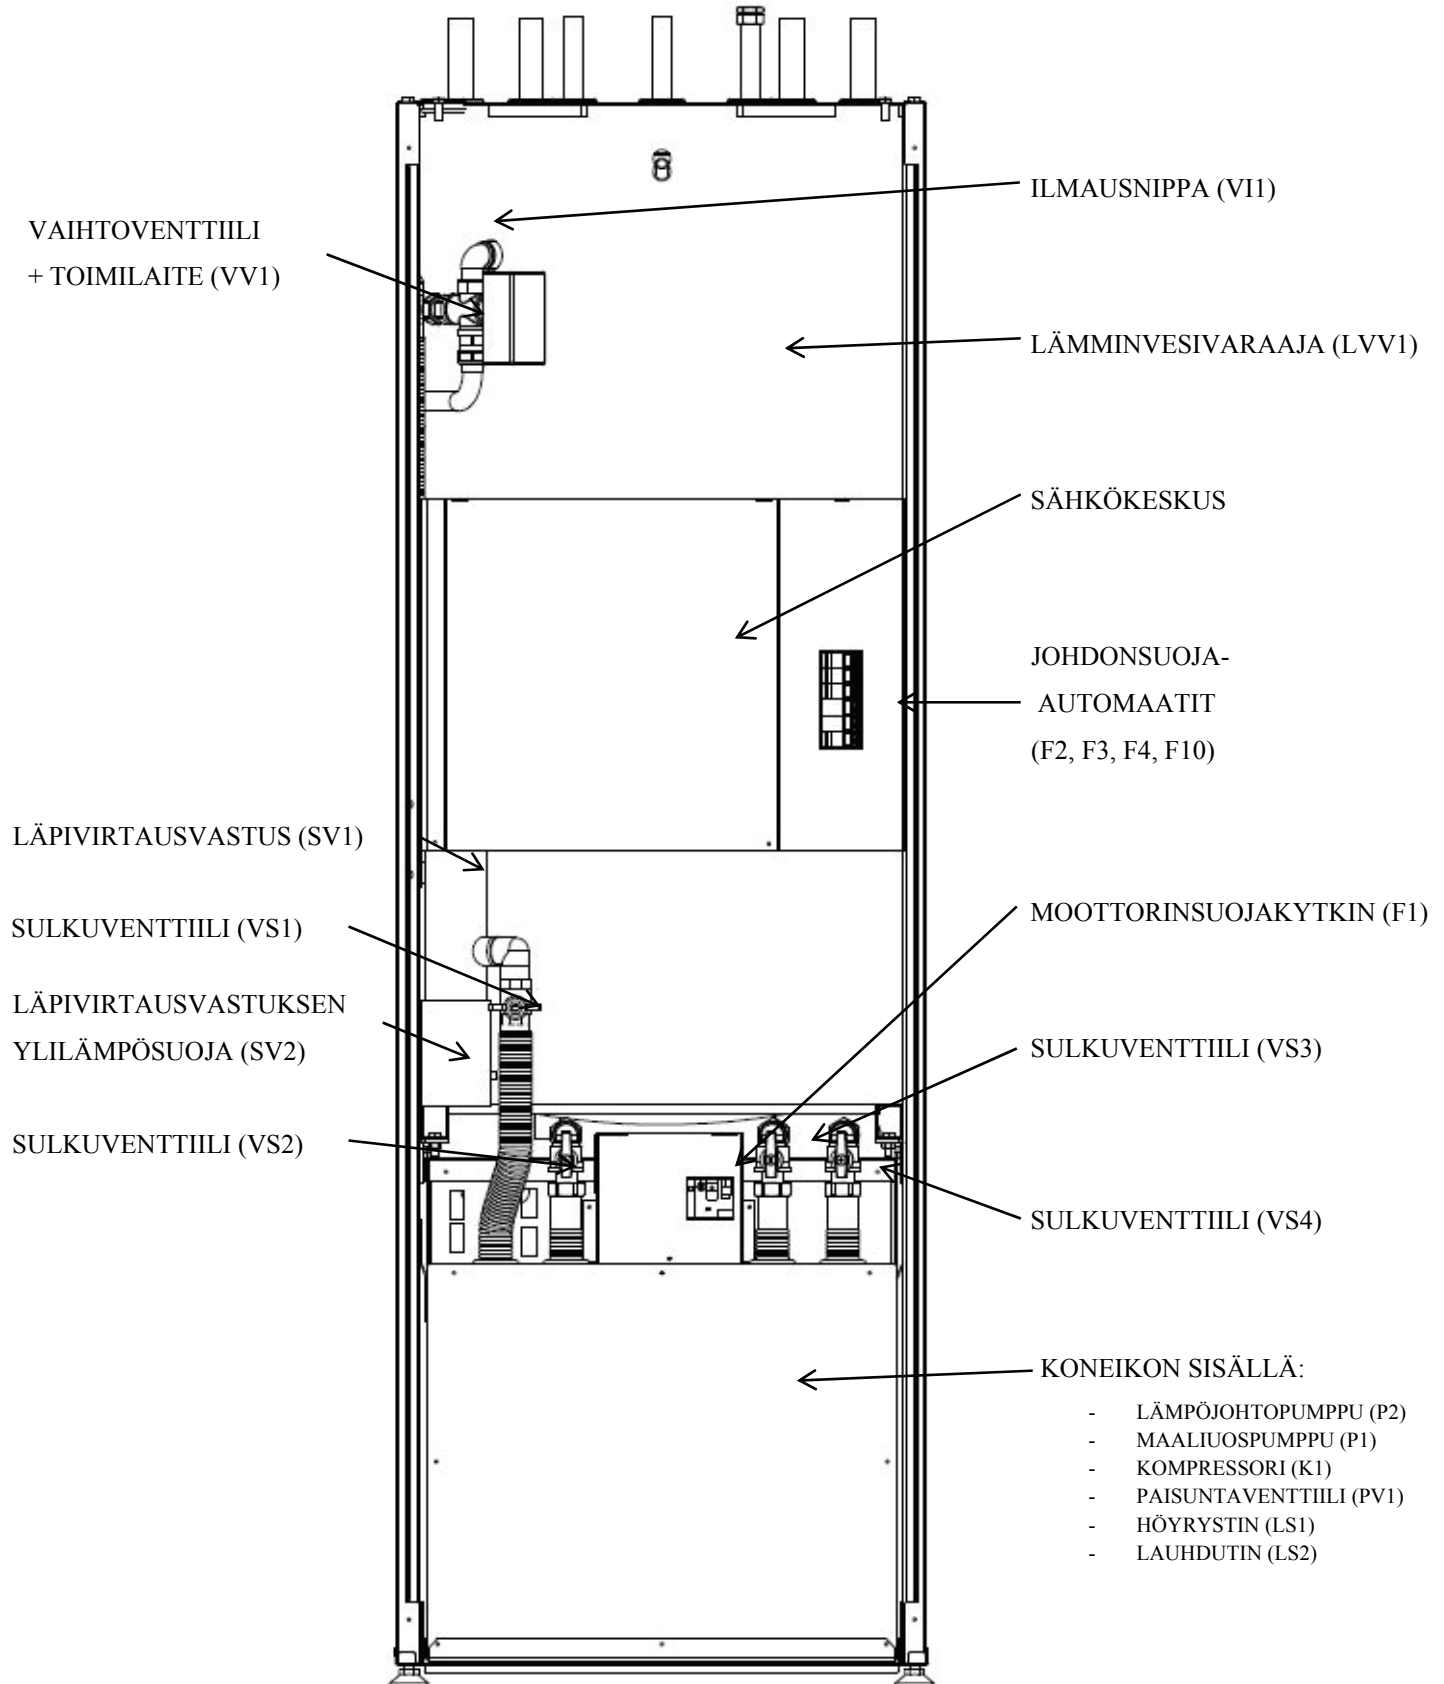 ILMAUSNIPPA (VI1)
VAIHTOVENTTIILI
+ TOIMILAITE (VV1)
LÄMMINVESIVARAAJA (LVV1)
SÄHKÖKESKUS
JOHDONSUOJA-
AUTOMAATIT
(F2, F3, F4, F10)
LÄPIVIRTAUSVASTUS (SV1)
SULKUVENTTIILI (VS1)
MOOTTORINSUOJAKYTKIN (F1)
LÄPIVIRTAUSVASTUKSEN
YLILÄMPÖSUOJA (SV2)
SULKUVENTTIILI (VS3)
SULKUVENTTIILI (VS2)
SULKUVENTTIILI (VS4)
KONEIKON SISÄLLÄ:
- LÄMPÖJOHTOPUMPPU (P2)
- MAALIUOSPUMPPU (P1)
- KOMPRESSORI (K1)
- PAISUNTAVENTTIILI (PV1)
- HÖYRYSTIN (LS1)
- LAUHDUTIN (LS2)